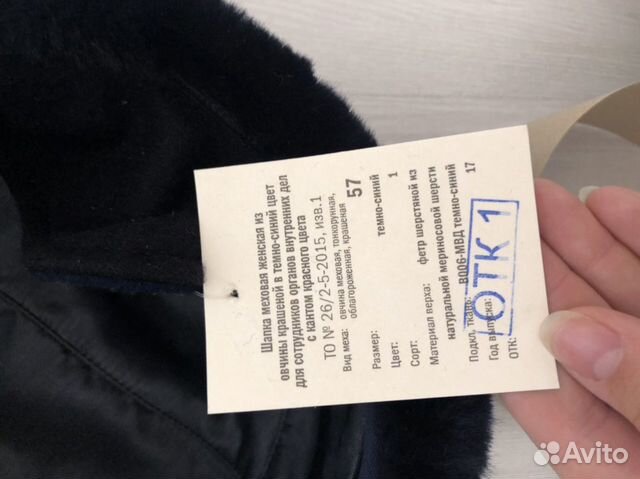 Шапка меховая женская из
овчины крашеной в темно-синий цвет
для сотрудников органов внутренних дел
с кантом красного цвета
ТО № 26/2-5-2015, изв.1
Вид меха: овчина меховая, тонкорунная,
облагороженная, крашеная
Размер: 57
Цвет: темно-синий
Сорт: 1
Материал верха: фетр шерстяной из
натуральной мериносовой шерсти
Подкл. ткань: В006-МВД темно-синий
Год выпуска: 17
ОТК:
ОТК 1
Avito